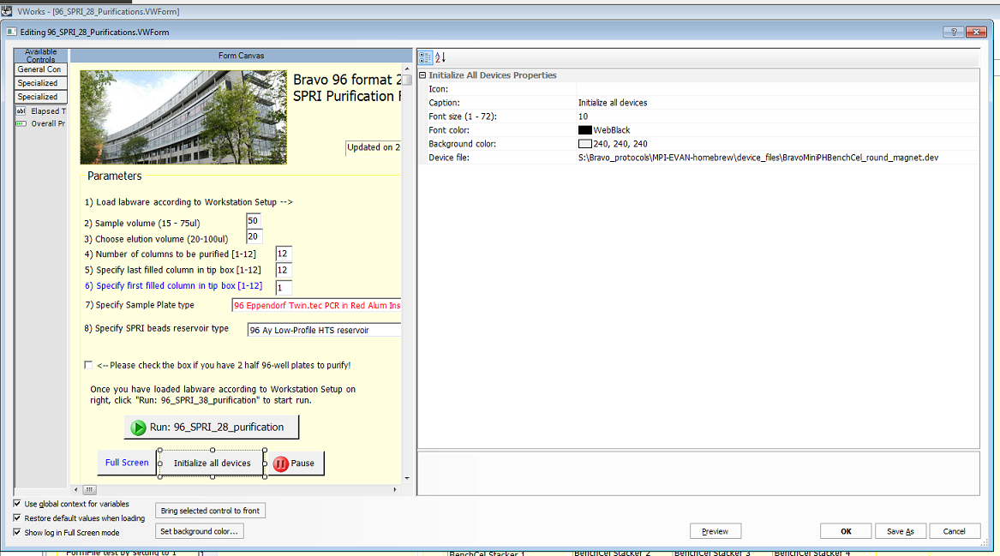 VWorks - [96_SPRI_28_Purifications.VWForm]
Editing 96_SPRI_28_Purifications.VWForm
Available Controls
General Con
Specialized
Specialized
abl Elapsed T
Overall Pr
Form Canvas
Bravo 96 format 2
SPRI Purification F
Updated on 2
Parameters
1) Load labware according to Workstation Setup -->
2) Sample volume (15 - 75ul) 50
3) Choose elution volume (20-100ul) 20
4) Number of columns to be purified [1-12] 12
5) Specify last filled column in tip box [1-12] 12
6) Specify first filled column in tip box [1-12] 1
7) Specify Sample Plate type 96 Eppendorf Twin.tec PCR in Red Alum Ins
8) Specify SPRI beads reservoir type 96 Ay Low-Profile HTS reservoir
<-- Please check the box if you have 2 half 96-well plates to purify!
Once you have loaded labware according to Workstation Setup on
right, click "Run: 96_SPRI_38_purification" to start run.
Run: 96_SPRI_28_purification
Full Screen Initialize all devices Pause
A Z
Initialize All Devices Properties
Icon:
Caption: Initialize all devices
Font size (1 - 72): 10
Font color: WebBlack
Background color: 240, 240, 240
Device file: S:\Bravo_protocols\MPI-EVAN-homebrew\device_files\BravoMiniPHBenchCel_round_magnet.dev
Use global context for variables
Restore default values when loading
Show log in Full Screen mode
Bring selected control to front
Set background color...
Preview OK Save As Cancel
FormFile test by setting to 1 1 BenchCel Stacker 1 BenchCel Stacker 2 BenchCel Stacker 3 BenchCel Stacker 4